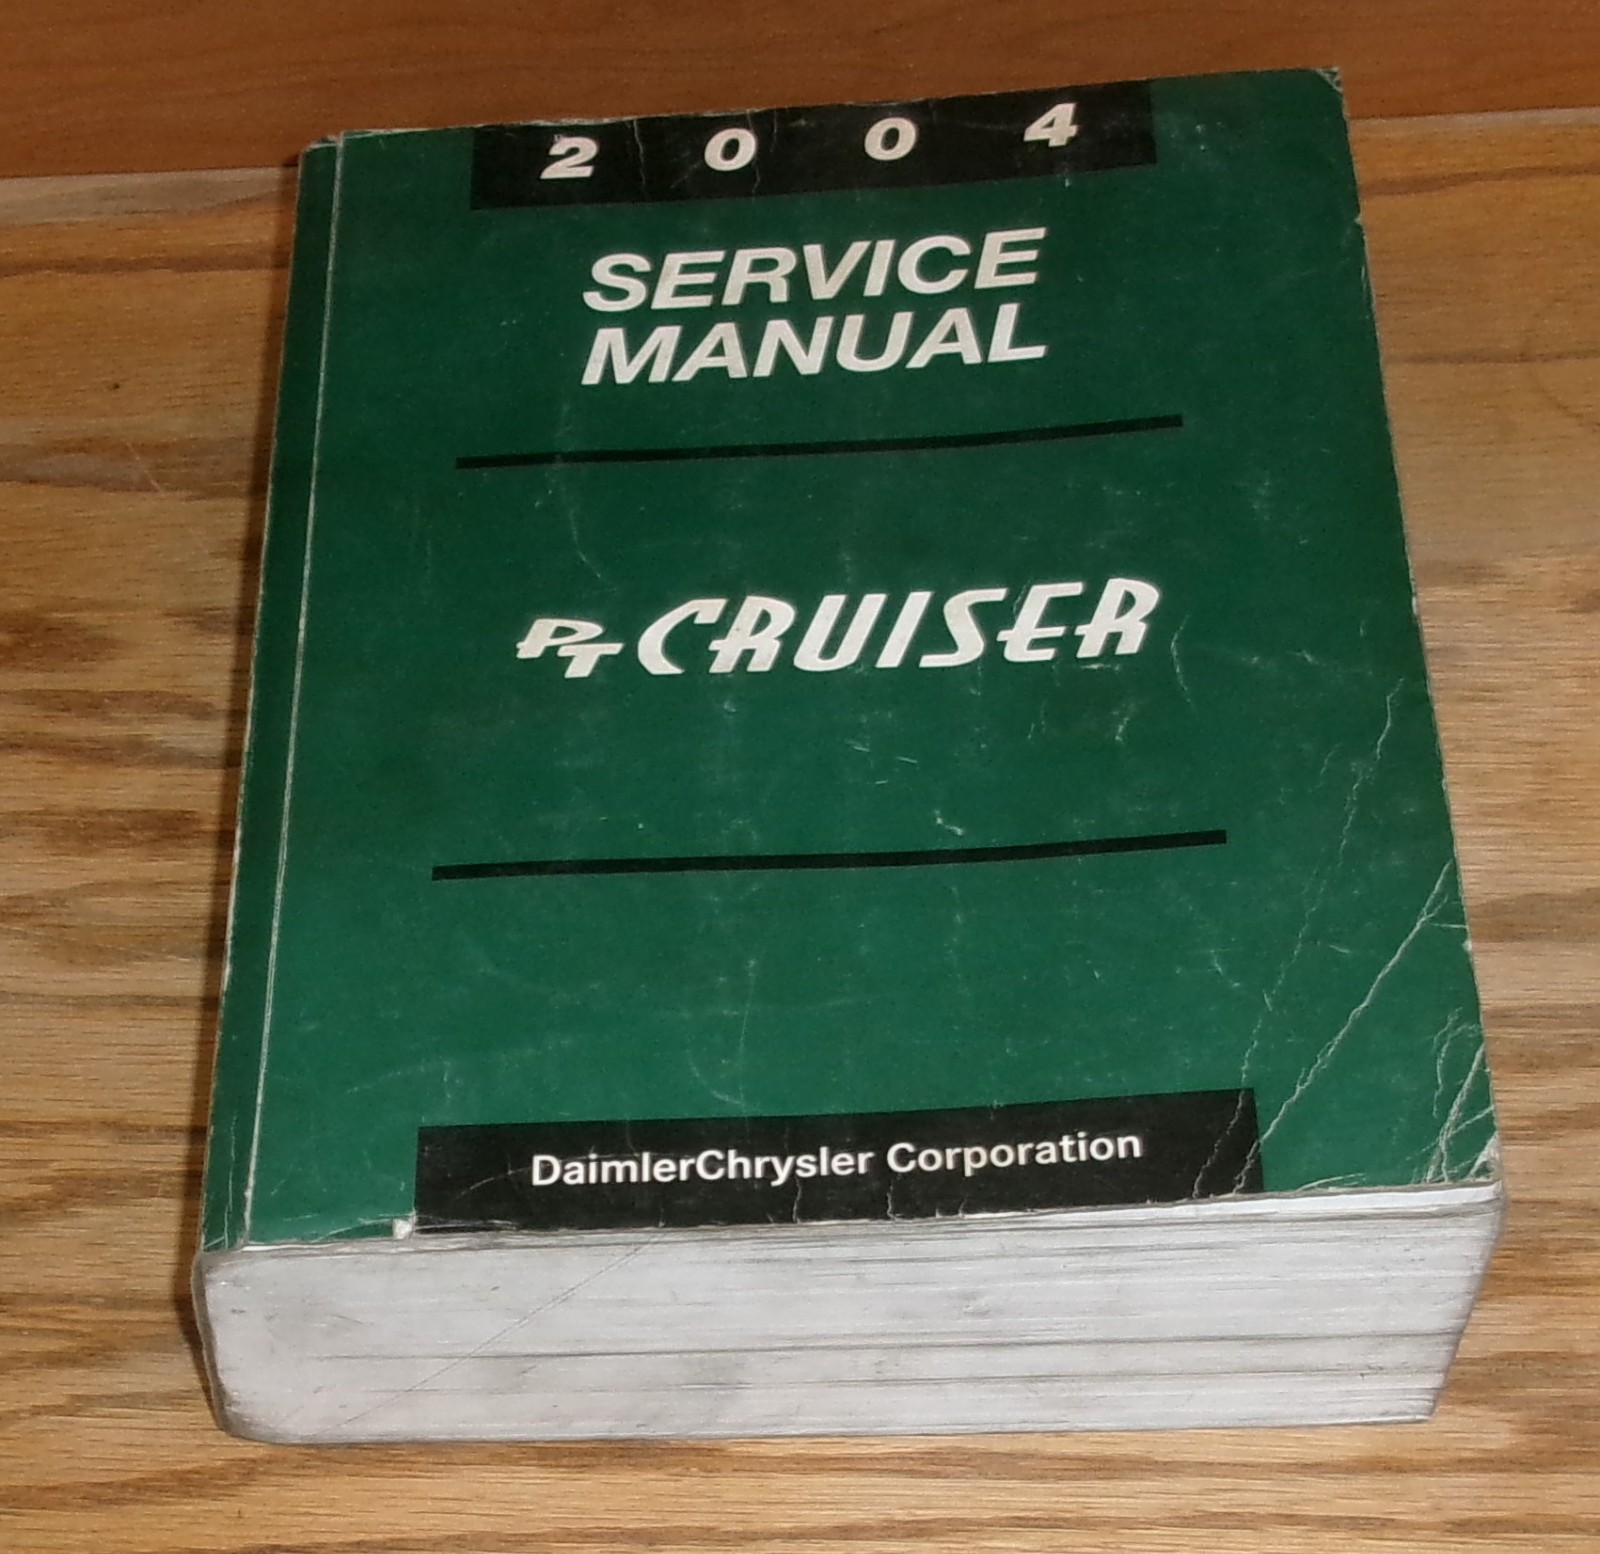 2004
SERVICE
MANUAL
PT CRUISER
DaimlerChrysler Corporation